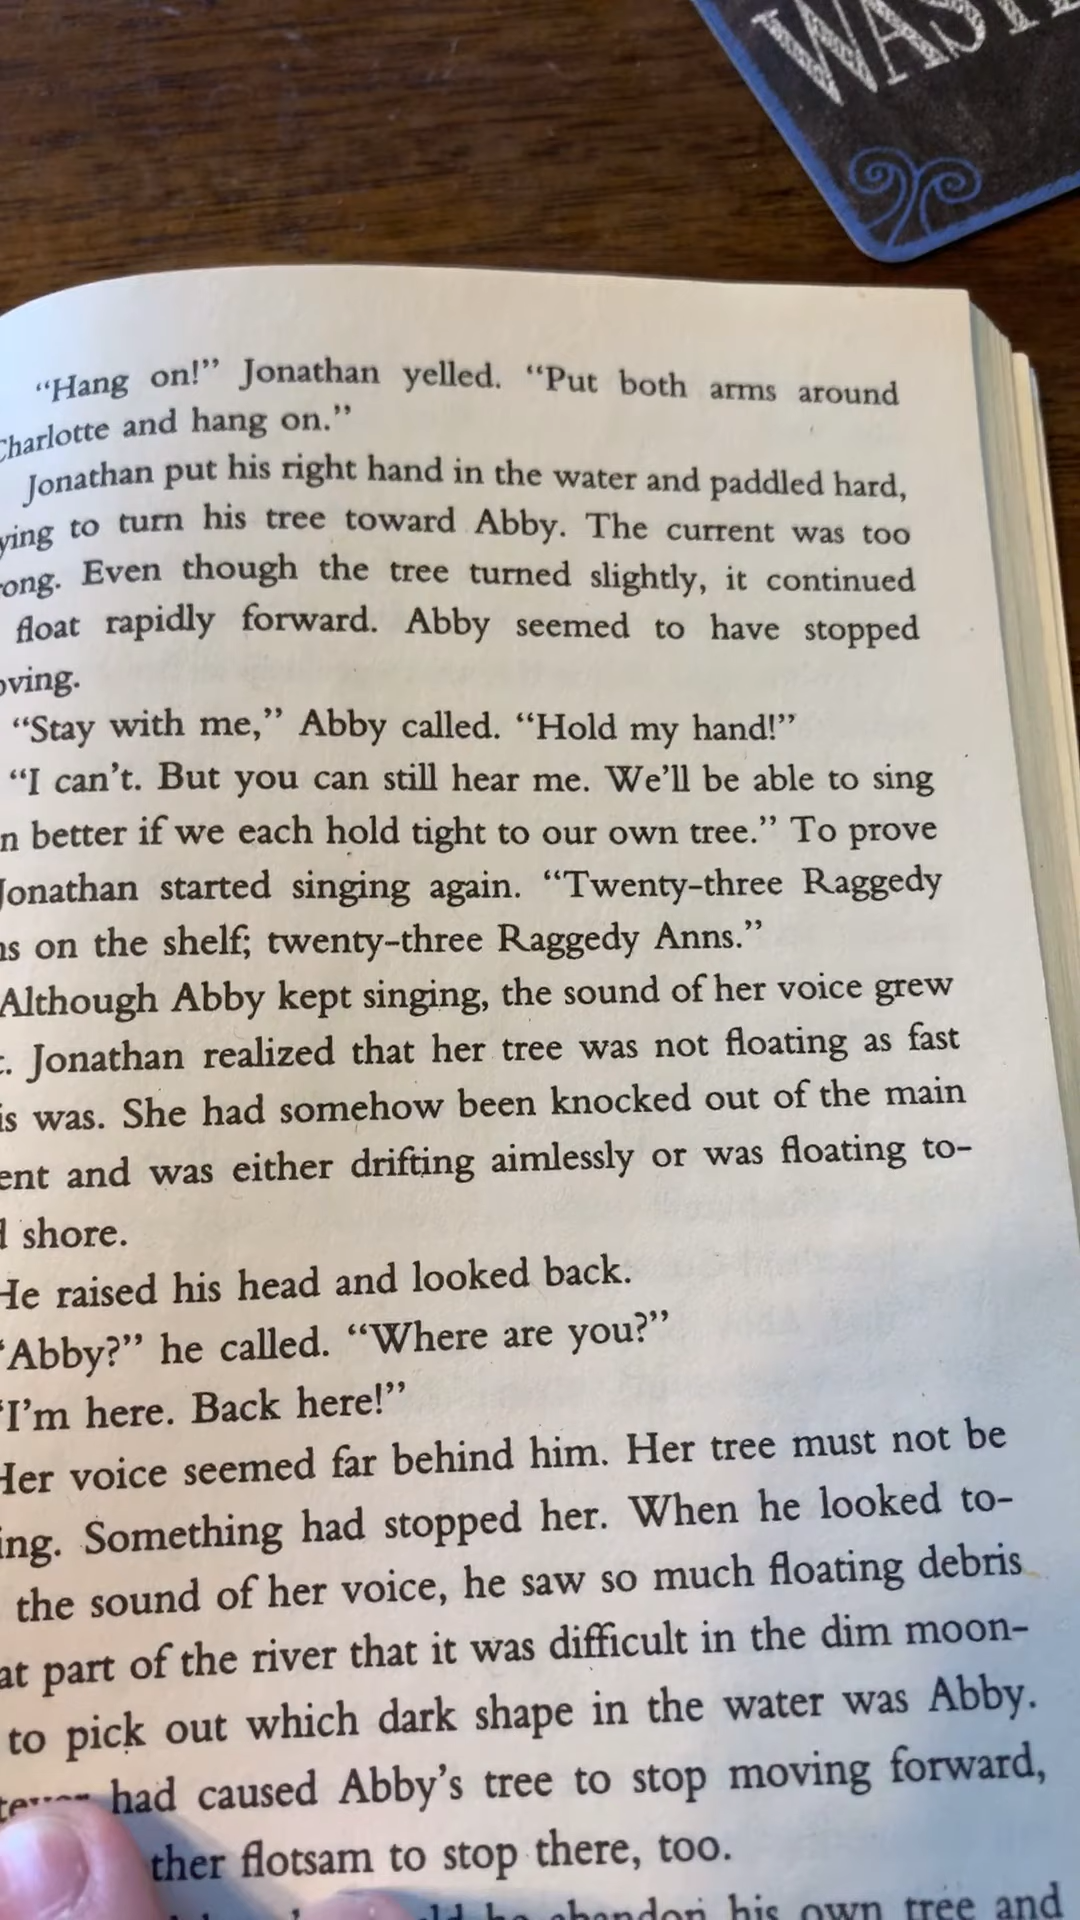 WAST
“Hang on!” Jonathan yelled. “Put both arms around
Charlotte and hang on.”
Jonathan put his right hand in the water and paddled hard,
ying to turn his tree toward Abby. The current was too
ong. Even though the tree turned slightly, it continued
float rapidly forward. Abby seemed to have stopped
oving.
“Stay with me,” Abby called. “Hold my hand!”
“I can’t. But you can still hear me. We’ll be able to sing
n better if we each hold tight to our own tree.” To prove
Jonathan started singing again. “Twenty-three Raggedy
ns on the shelf; twenty-three Raggedy Anns.”
Although Abby kept singing, the sound of her voice grew
t. Jonathan realized that her tree was not floating as fast
is was. She had somehow been knocked out of the main
ent and was either drifting aimlessly or was floating to-
d shore.
He raised his head and looked back.
“Abby?” he called. “Where are you?”
“I’m here. Back here!”
Her voice seemed far behind him. Her tree must not be
ing. Something had stopped her. When he looked to-
the sound of her voice, he saw so much floating debris
at part of the river that it was difficult in the dim moon-
to pick out which dark shape in the water was Abby.
had caused Abby’s tree to stop moving forward,
ther flotsam to stop there, too.
abandon his own tree and